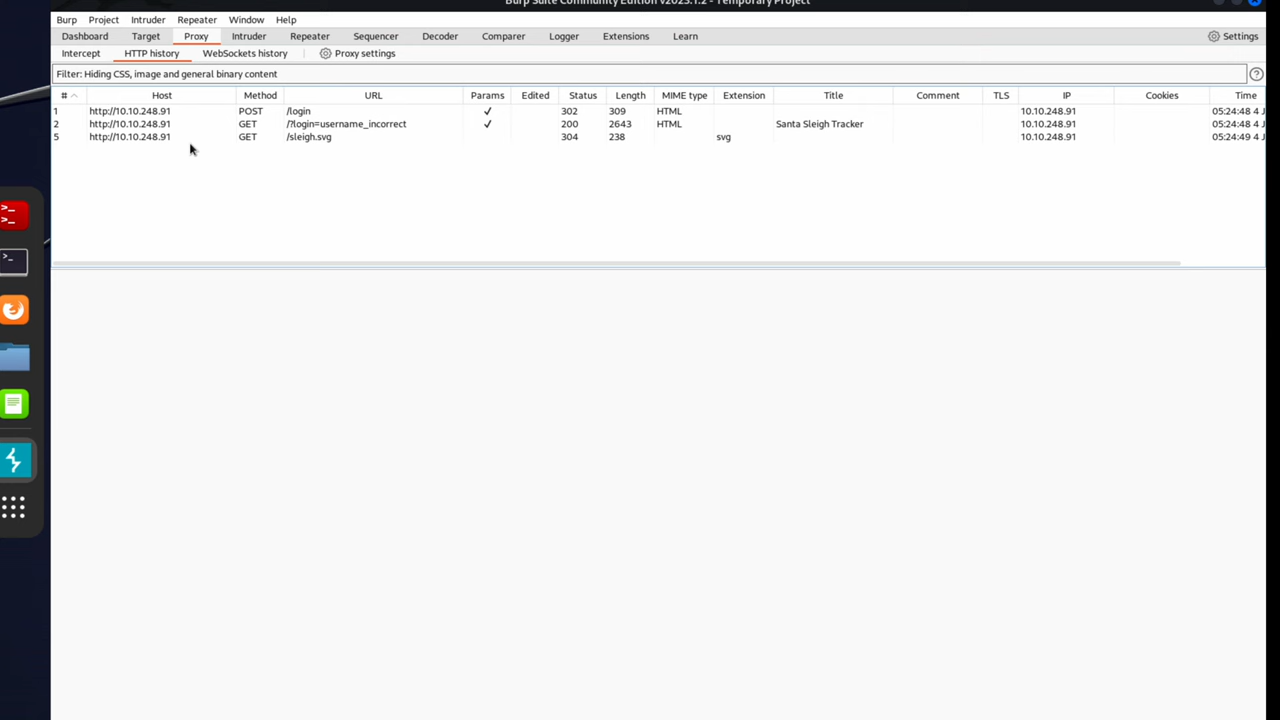 Burp Suite Community Edition v2023.1.2 - Temporary Project
Burp Project Intruder Repeater Window Help
Dashboard Target Proxy Intruder Repeater Sequencer Decoder Comparer Logger Extensions Learn Settings
Intercept HTTP history WebSockets history Proxy settings
Filter: Hiding CSS, image and general binary content ?
# Host Method URL Params Edited Status Length MIME type Extension Title Comment TLS IP Cookies Time
1 http://10.10.248.91 POST /login ✓ 302 309 HTML 10.10.248.91 05:24:48 4 J
2 http://10.10.248.91 GET /?login=username_incorrect ✓ 200 2643 HTML Santa Sleigh Tracker 10.10.248.91 05:24:48 4 J
5 http://10.10.248.91 GET /sleigh.svg 304 238 svg 10.10.248.91 05:24:49 4 J